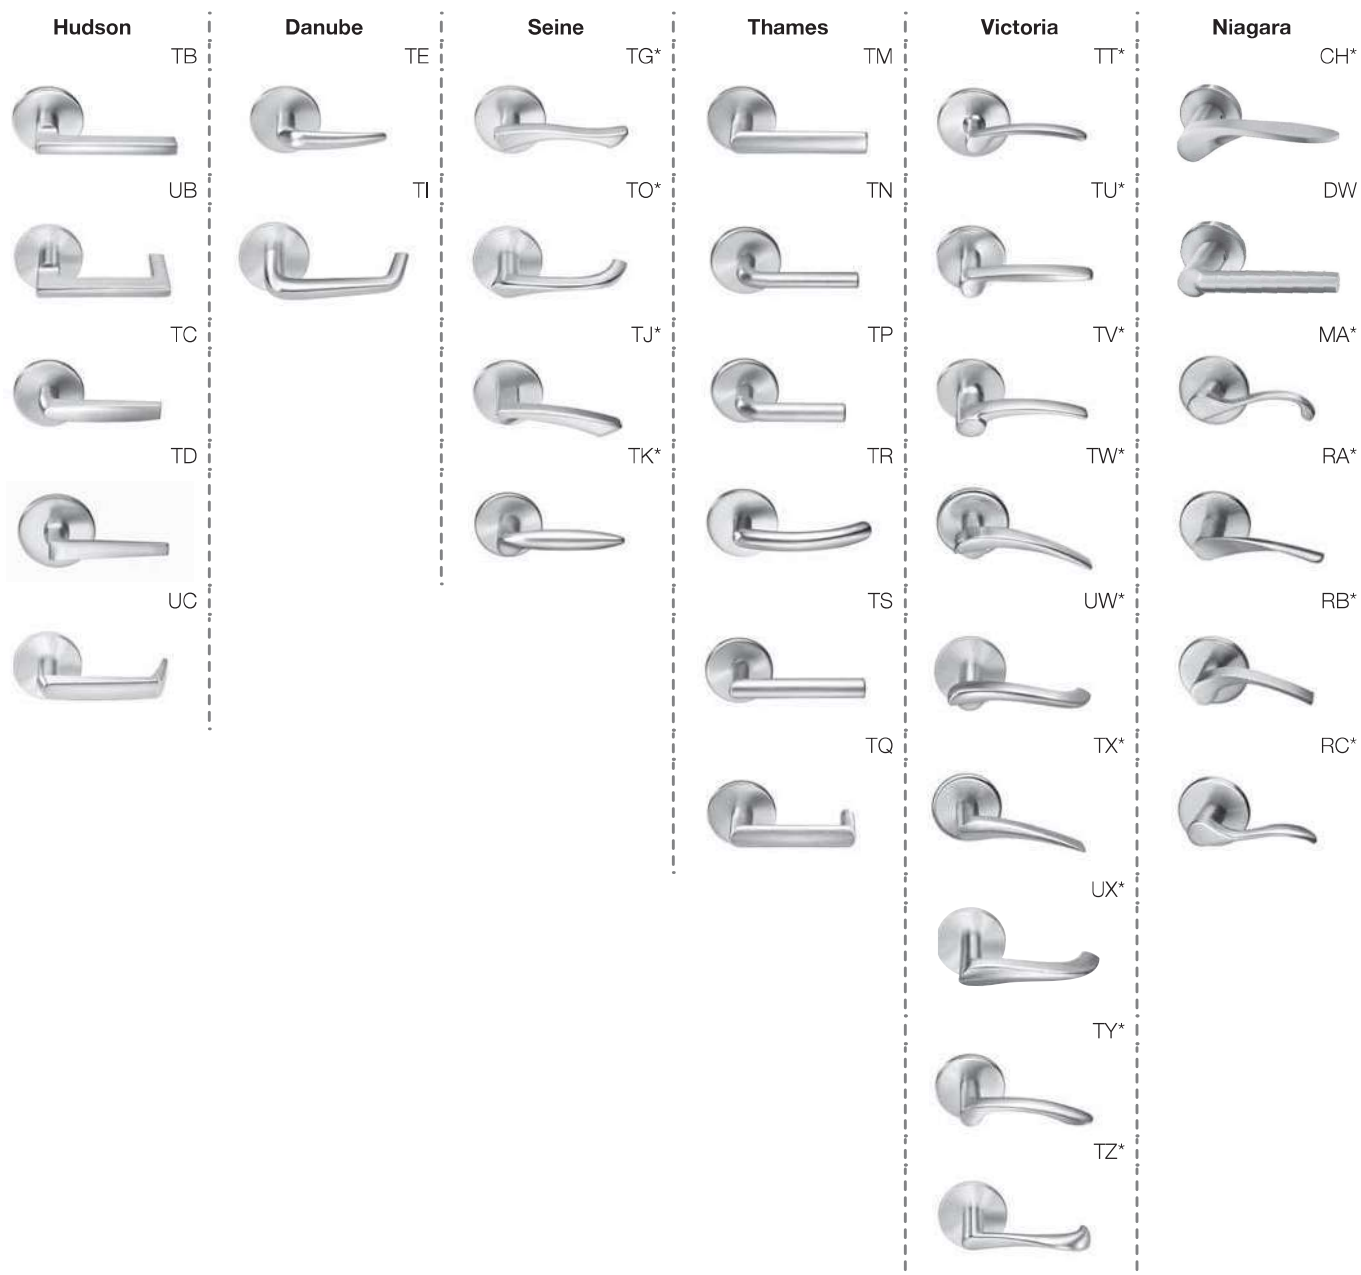 Hudson Danube Seine Thames Victoria Niagara
TB TE TG* TM TT* CH*
UB TI TO* TN TU* DW
TC TJ* TP TV* MA*
TD TK* TR TW* RA*
UC TS UW* RB*
TQ TX* RC*
UX*
TY*
TZ*